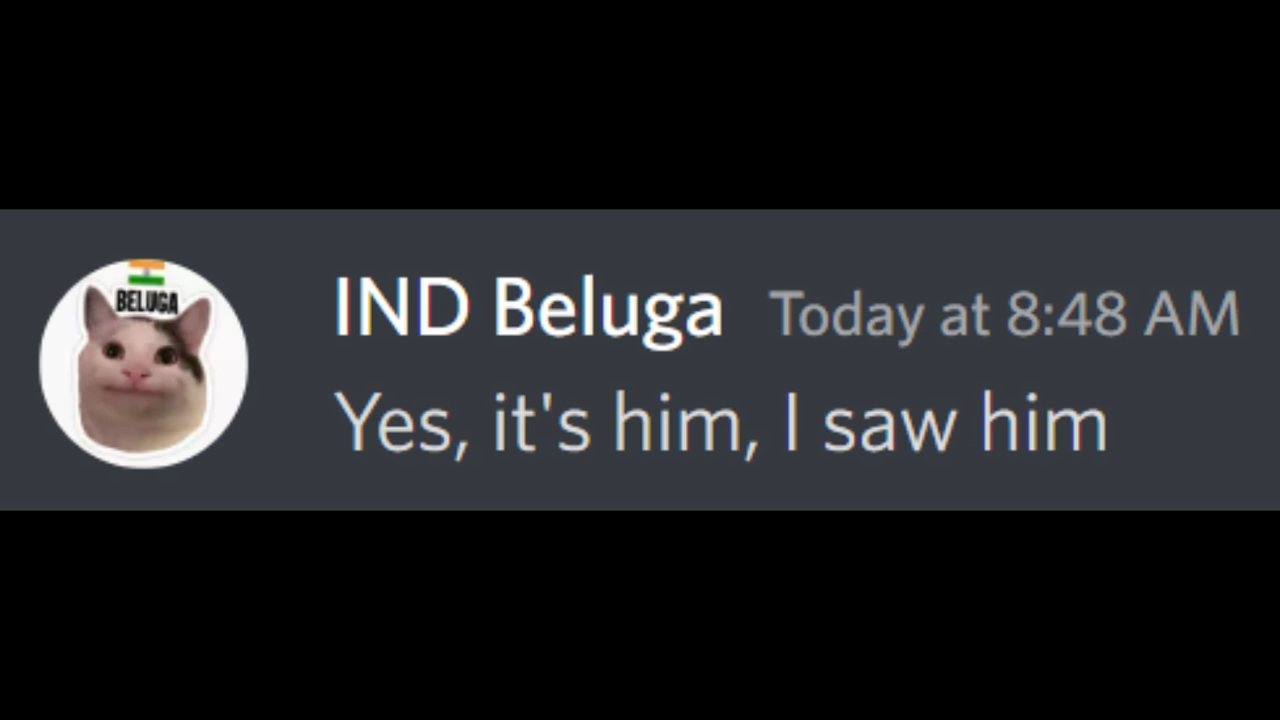 BELUGA
IND Beluga Today at 8:48 AM
Yes, it's him, I saw him